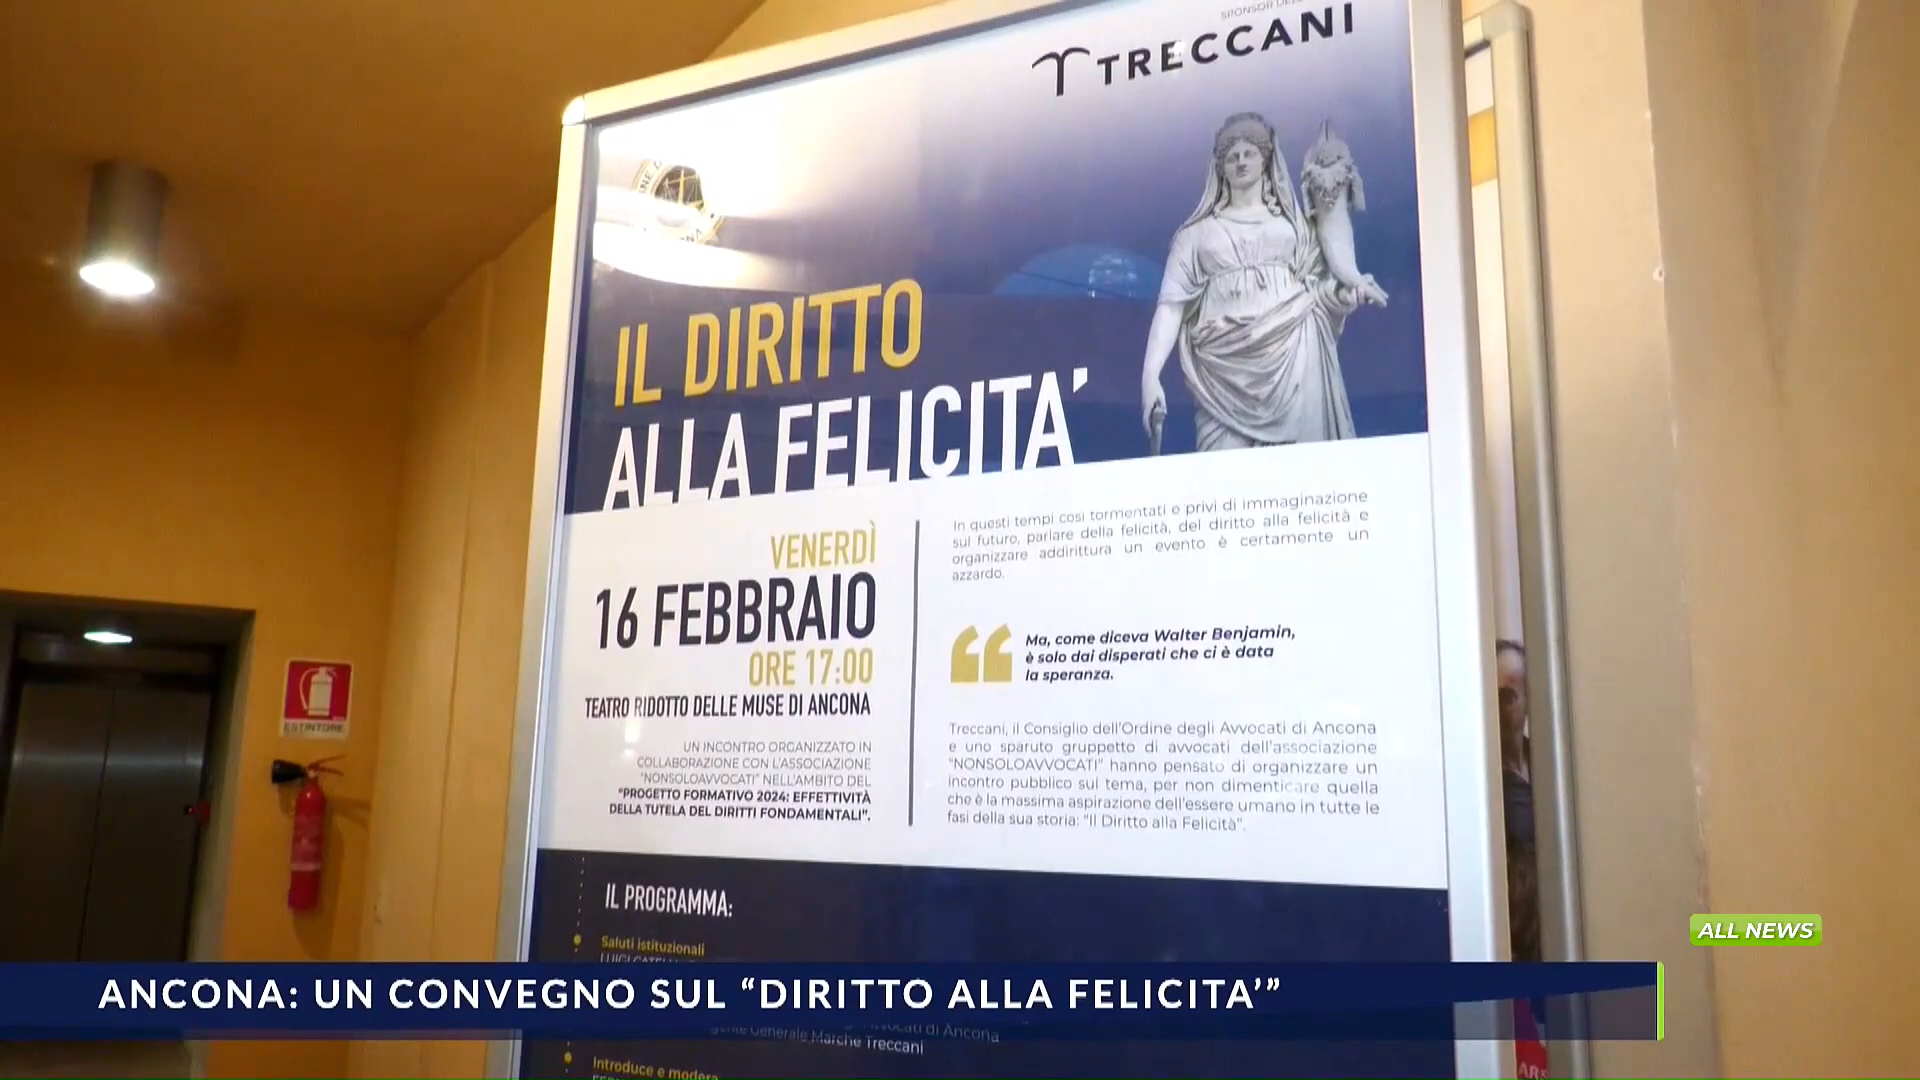 SPONSOR
TRECCANI
IL DIRITTO
ALLA FELICITA'
VENERDÌ
16 FEBBRAIO
ORE 17:00
TEATRO RIDOTTO DELLE MUSE DI ANCONA
UN INCONTRO ORGANIZZATO IN
COLLABORAZIONE CON L'ASSOCIAZIONE
"NONSOLOAVVOCATI" NELL'AMBITO DEL
"PROGETTO FORMATIVO 2024: EFFETTIVITÀ
DELLA TUTELA DEL DIRITTI FONDAMENTALI".
In questi tempi così tormentati e privi di immaginazione
sul futuro, parlare della felicità, del diritto alla felicità e
organizzare addirittura un evento è certamente un
azzardo.
Ma, come diceva Walter Benjamin,
è solo dai disperati che ci è data
la speranza.
Treccani, il Consiglio dell'Ordine degli Avvocati di Ancona
e uno sparuto gruppetto di avvocati dell'associazione
"NONSOLOAVVOCATI" hanno pensato di organizzare un
incontro pubblico sul tema, per non dimenticare quella
che è la massima aspirazione dell'essere umano in tutte le
fasi della sua storia: "Il Diritto alla Felicità".
ESTINTORE
IL PROGRAMMA:
Saluti istituzionali
ALL NEWS
ANCONA: UN CONVEGNO SUL “DIRITTO ALLA FELICITA’”
Avvocati di Ancona
Generale Marche Treccani
Introduce e modera